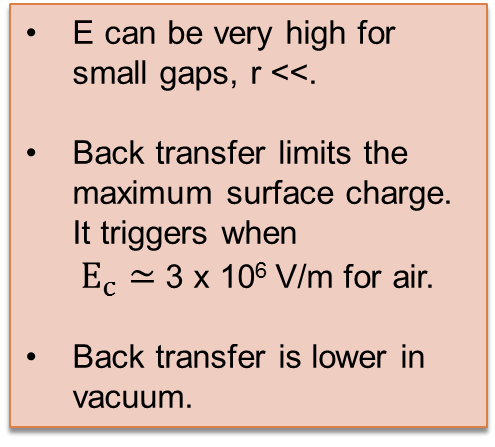 • E can be very high for
small gaps, r <<.
• Back transfer limits the
maximum surface charge.
It triggers when
E_c ≃ 3 x 10⁶ V/m for air.
• Back transfer is lower in
vacuum.